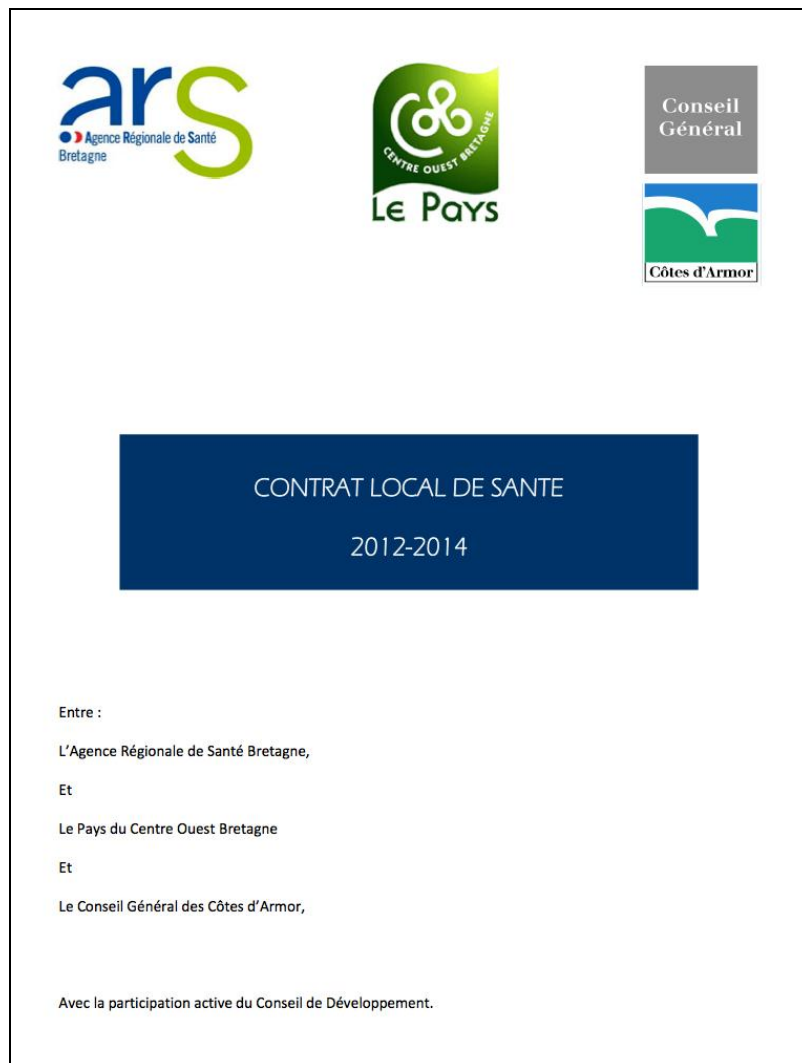 ars
Agence Régionale de Santé
Bretagne
CENTRE OUEST BRETAGNE
Le Pays
Conseil
Général
Côtes d'Armor
CONTRAT LOCAL DE SANTE
2012-2014
Entre :
L'Agence Régionale de Santé Bretagne,
Et
Le Pays du Centre Ouest Bretagne
Et
Le Conseil Général des Côtes d'Armor,
Avec la participation active du Conseil de Développement.